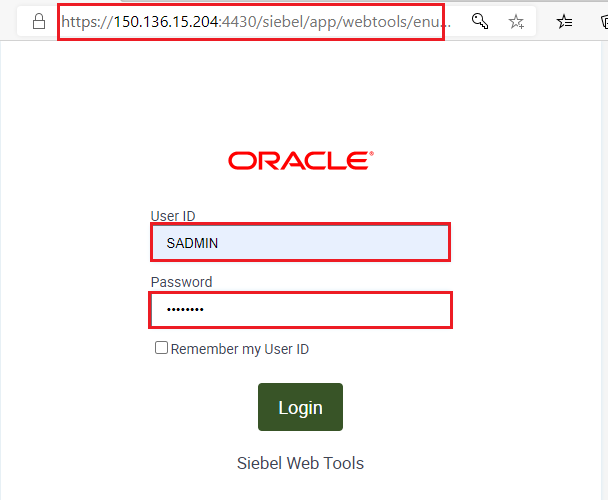 https://150.136.15.204:4430/siebel/app/webtools/enu...
ORACLE®
User ID
SADMIN
Password
••••••••
Remember my User ID
Login
Siebel Web Tools